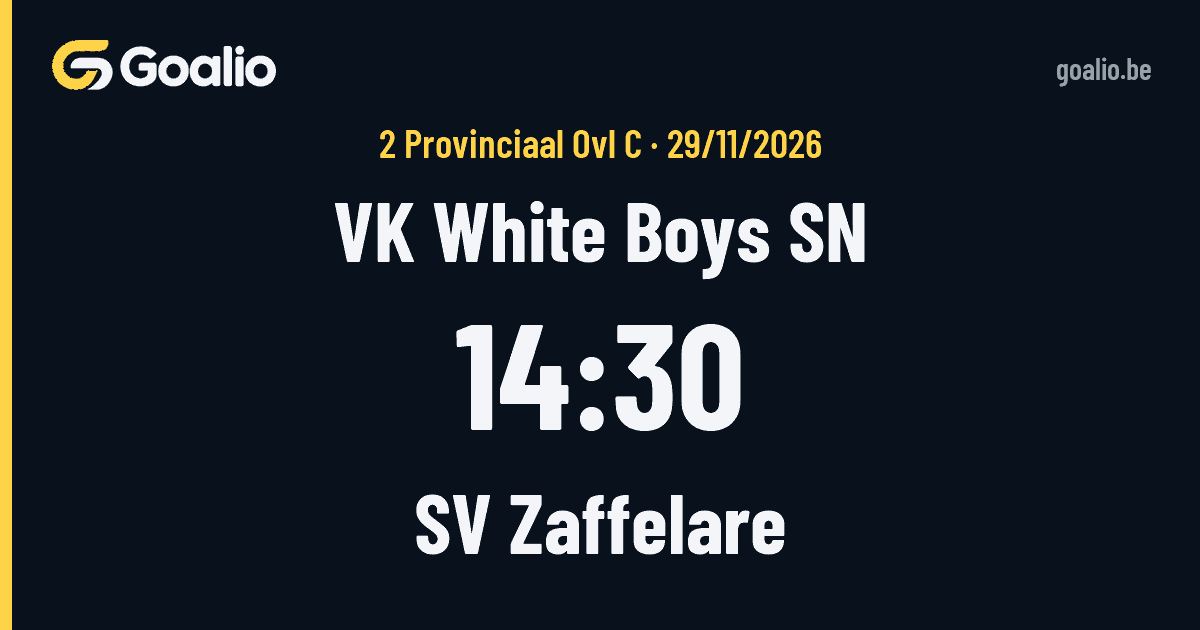 Goalio
goalio.be
2 Provinciaal Ovl C · 29/11/2026
VK White Boys SN
14:30
SV Zaffelare